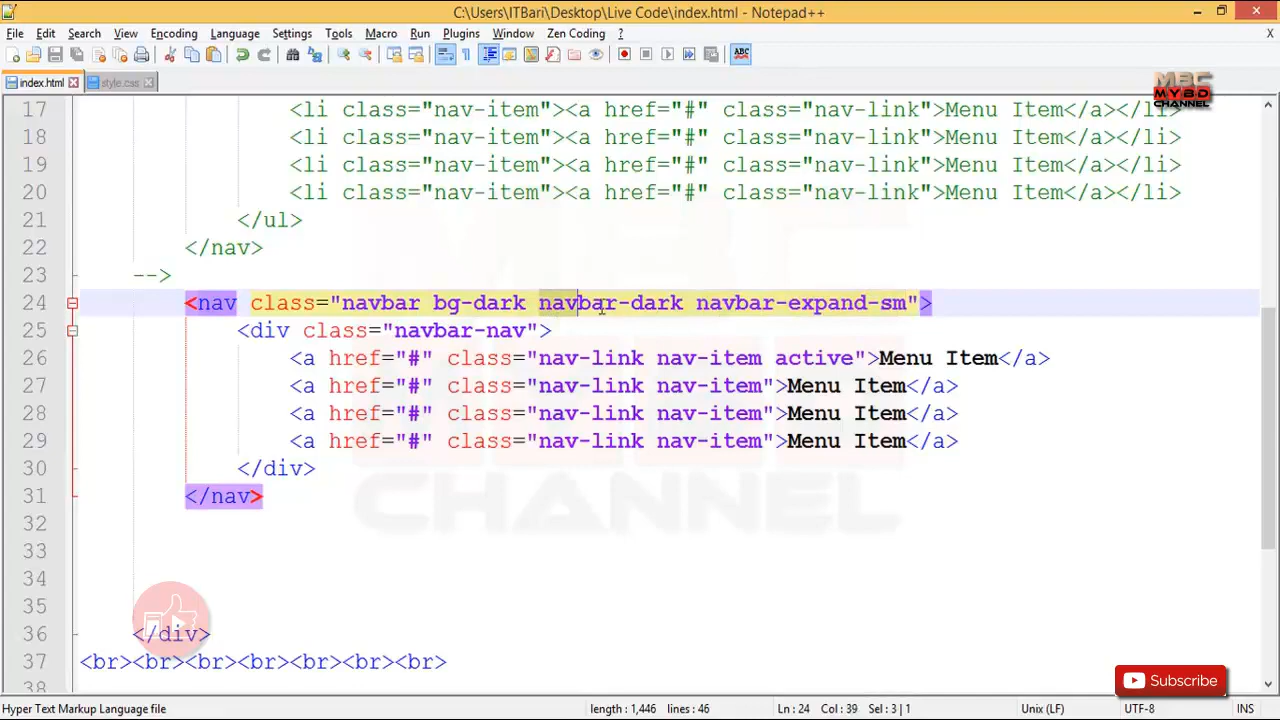 C:\Users\ITBari\Desktop\Live Code\index.html - Notepad++
File Edit Search View Encoding Language Settings Tools Macro Run Plugins Window Zen Coding ? X
ABC
index.html style.css
MBC
MYBD
CHANNEL
17 <li class="nav-item"><a href="#" class="nav-link">Menu Item</a></li>
18 <li class="nav-item"><a href="#" class="nav-link">Menu Item</a></li>
19 <li class="nav-item"><a href="#" class="nav-link">Menu Item</a></li>
20 <li class="nav-item"><a href="#" class="nav-link">Menu Item</a></li>
21 </ul>
22 </nav>
23 -->
24 <nav class="navbar bg-dark navbar-dark navbar-expand-sm">
25 <div class="navbar-nav">
26 <a href="#" class="nav-link nav-item active">Menu Item</a>
27 <a href="#" class="nav-link nav-item">Menu Item</a>
28 <a href="#" class="nav-link nav-item">Menu Item</a>
29 <a href="#" class="nav-link nav-item">Menu Item</a>
30 </div>
31 </nav>
CHANNEL
32
33
34
35
36 </div>
37 <br><br><br><br><br><br><br>
38
Subscribe
Hyper Text Markup Language file length : 1,446 lines : 46 Ln : 24 Col : 39 Sel : 3 | 1 Unix (LF) UTF-8 INS